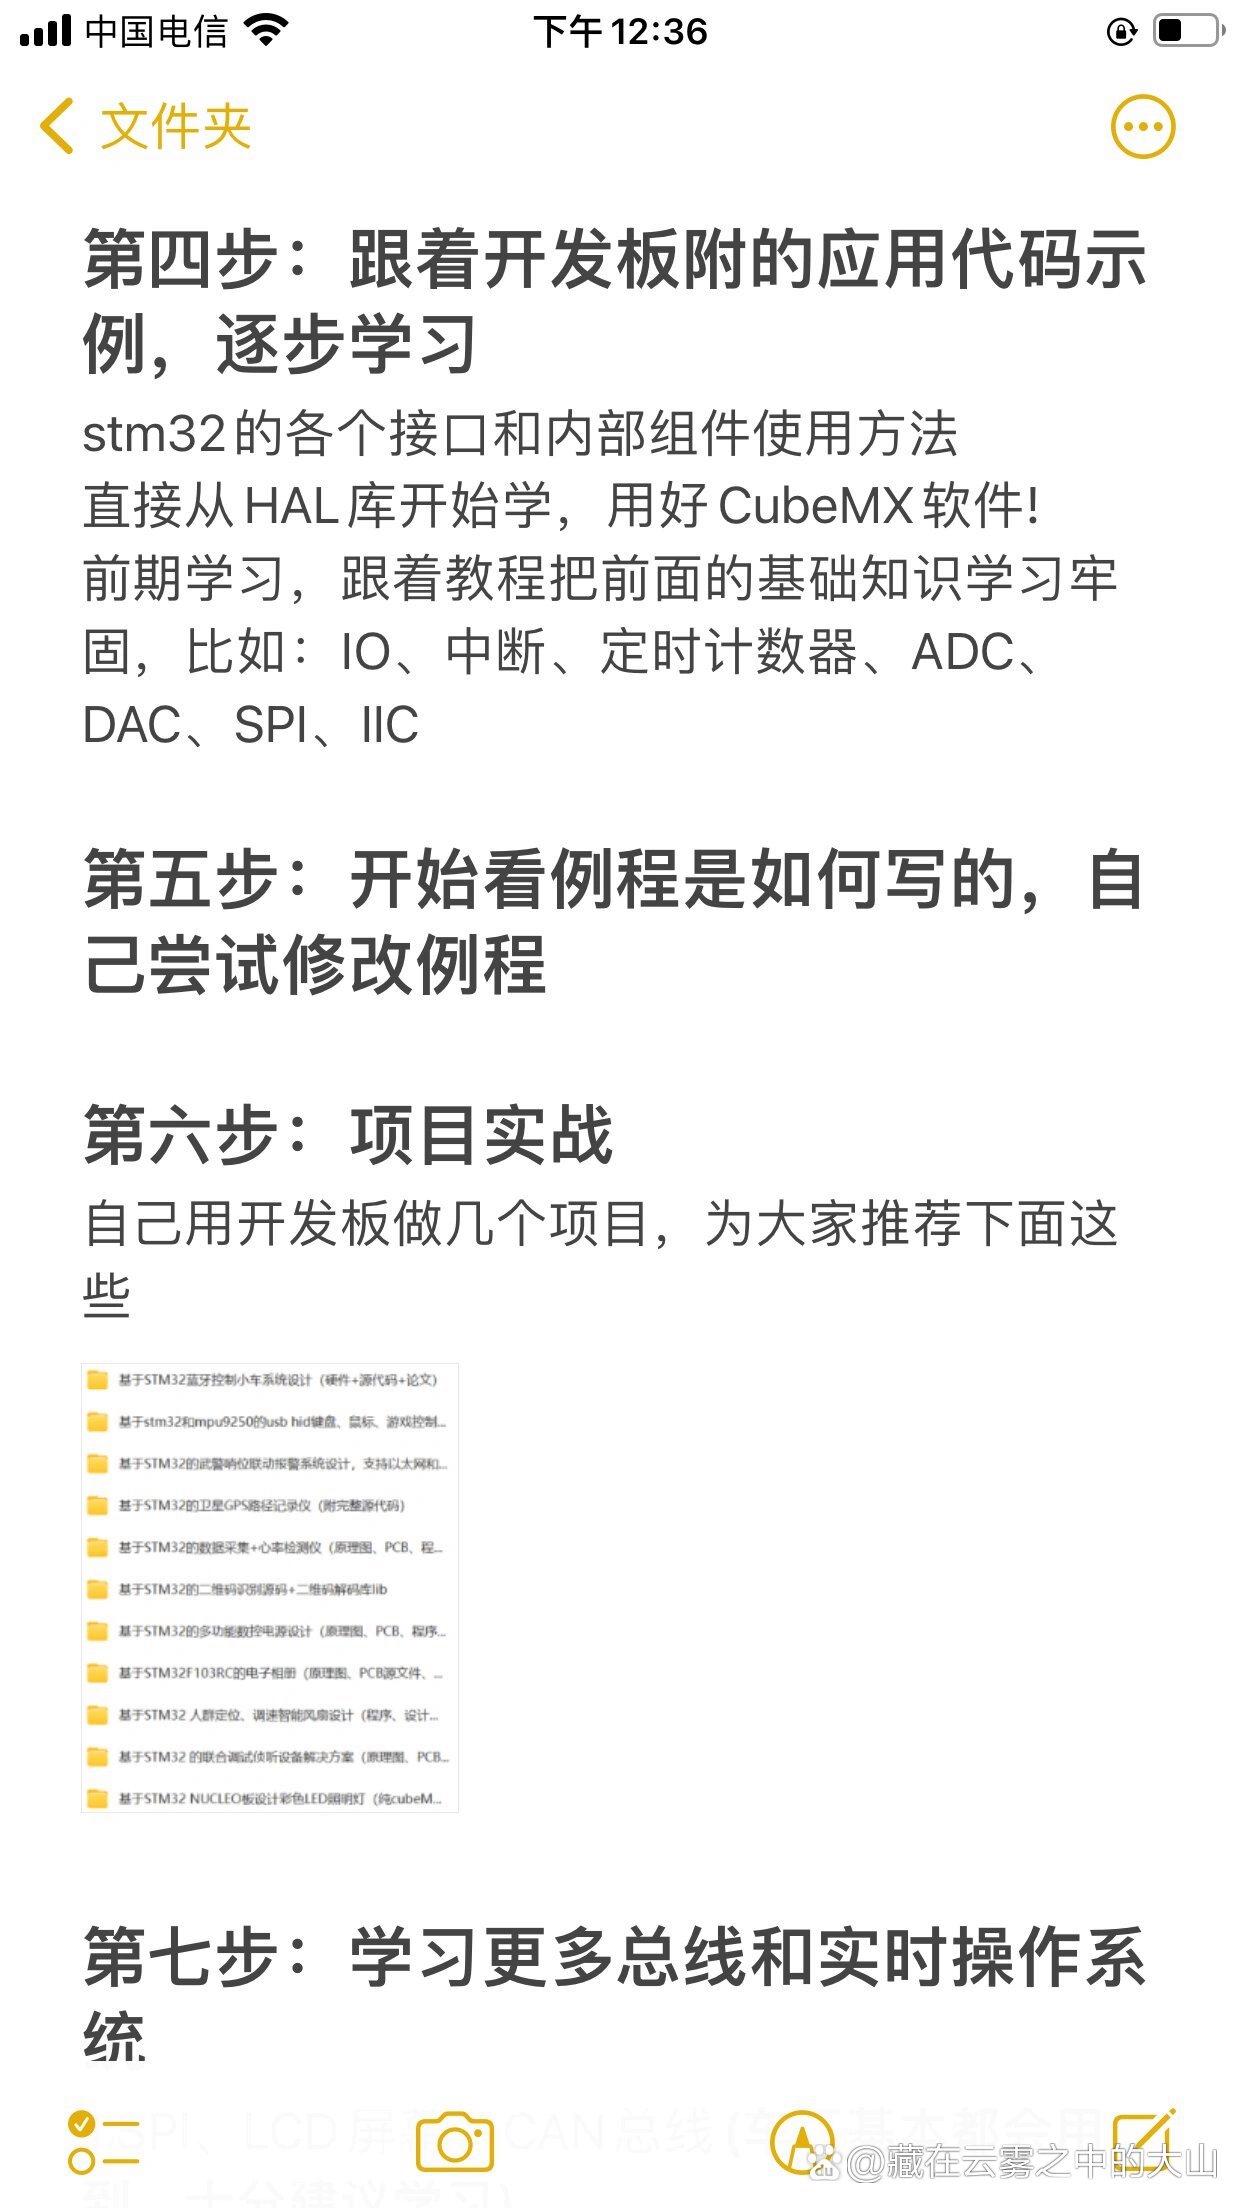 中国电信
下午 12:36
文件夹
第四步：跟着开发板附的应用代码示
例，逐步学习
stm32的各个接口和内部组件使用方法
直接从HAL库开始学，用好CubeMX软件!
前期学习，跟着教程把前面的基础知识学习牢
固，比如：IO、中断、定时计数器、ADC、
DAC、SPI、IIC
第五步：开始看例程是如何写的，自
己尝试修改例程
第六步：项目实战
自己用开发板做几个项目，为大家推荐下面这
些
基于STM32蓝牙控制小车系统设计（硬件+源代码+论文）
基于stm32和mpu9250的usb hid键盘、鼠标、游戏控制...
基于STM32的武警哨位联动报警系统设计，支持以太网和...
基于STM32的卫星GPS路径记录仪（附完整源代码）
基于STM32的数据采集+心率检测仪（原理图、PCB、程...
基于STM32的二维码识别源码+二维码解码库lib
基于STM32的多功能数控电源设计（原理图、PCB、程序...
基于STM32F103RC的电子相册（原理图、PCB源文件、...
基于STM32 人群定位、调速智能风扇设计（程序、设计...
基于STM32 的联合调试侦听设备解决方案（原理图、PCB...
基于STM32 NUCLEO板设计彩色LED照明灯（纯cubeM...
第七步：学习更多总线和实时操作系
统
SPI、LCD屏 CAN总线(车 基本都会用
到，十分建议学习)
@藏在云雾之中的大山